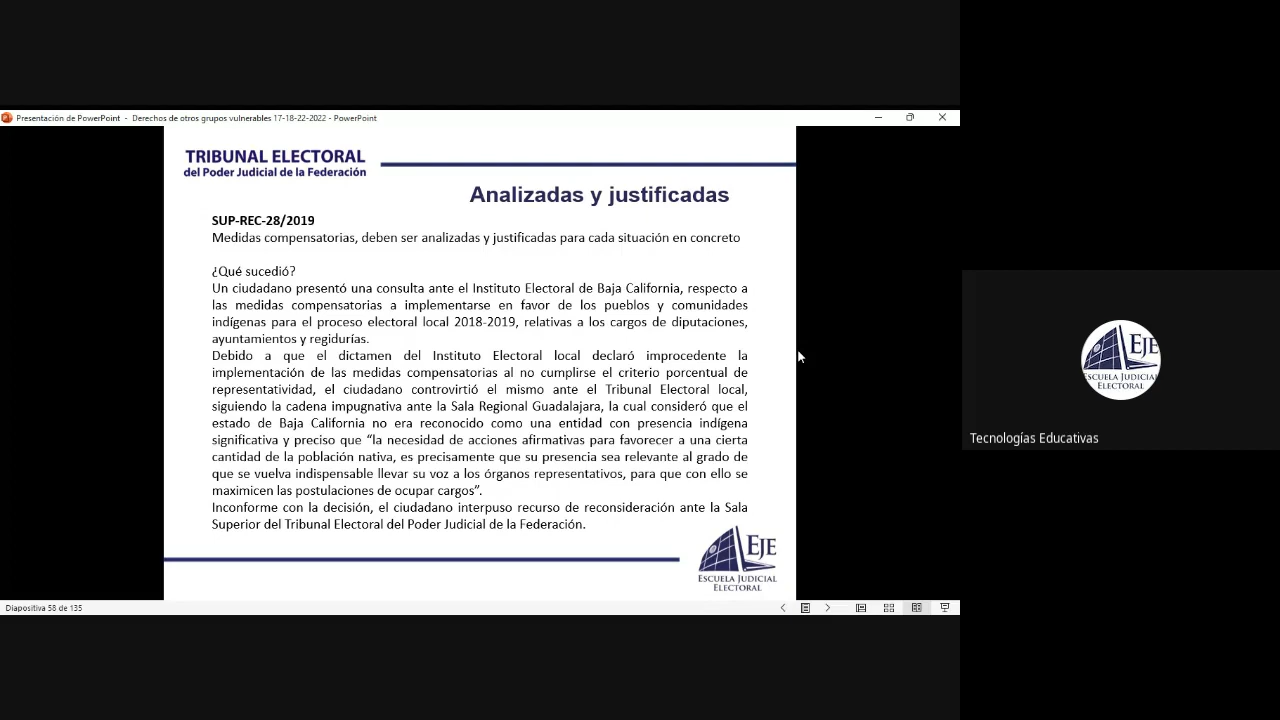 Presentación de PowerPoint - Derechos de otros grupos vulnerables 17-18-22-2022 - PowerPoint
TRIBUNAL ELECTORAL
del Poder Judicial de la Federación
Analizadas y justificadas
SUP-REC-28/2019
Medidas compensatorias, deben ser analizadas y justificadas para cada situación en concreto
¿Qué sucedió?
Un ciudadano presentó una consulta ante el Instituto Electoral de Baja California, respecto a
las medidas compensatorias a implementarse en favor de los pueblos y comunidades
indígenas para el proceso electoral local 2018-2019, relativas a los cargos de diputaciones,
ayuntamientos y regidurías.
Debido a que el dictamen del Instituto Electoral local declaró improcedente la
implementación de las medidas compensatorias al no cumplirse el criterio porcentual de
representatividad, el ciudadano controvirtió el mismo ante el Tribunal Electoral local,
siguiendo la cadena impugnativa ante la Sala Regional Guadalajara, la cual consideró que el
estado de Baja California no era reconocido como una entidad con presencia indígena
significativa y preciso que “la necesidad de acciones afirmativas para favorecer a una cierta
cantidad de la población nativa, es precisamente que su presencia sea relevante al grado de
que se vuelva indispensable llevar su voz a los órganos representativos, para que con ello se
maximicen las postulaciones de ocupar cargos”.
Inconforme con la decisión, el ciudadano interpuso recurso de reconsideración ante la Sala
Superior del Tribunal Electoral del Poder Judicial de la Federación.
EJE
ESCUELA JUDICIAL
ELECTORAL
Diapositiva 58 de 135
EJE
ESCUELA JUDICIAL
ELECTORAL
Tecnologías Educativas